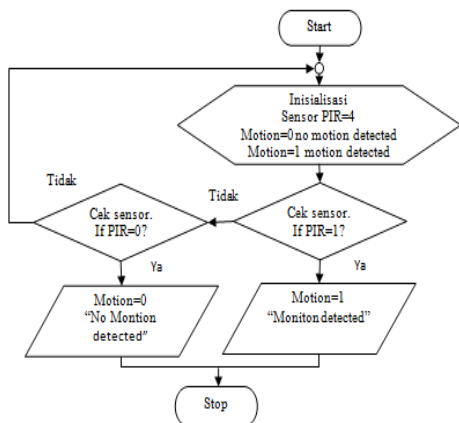 Start
Inisialisasi
Sensor PIR=4
Motion=0 no motion detected
Motion=1 motion detected
Tidak
Tidak
Cek sensor.
If PIR=0?
Cek sensor.
If PIR=1?
Ya
Ya
Motion=0
“No Montion
detected”
Motion=1
“Moniton detected”
Stop